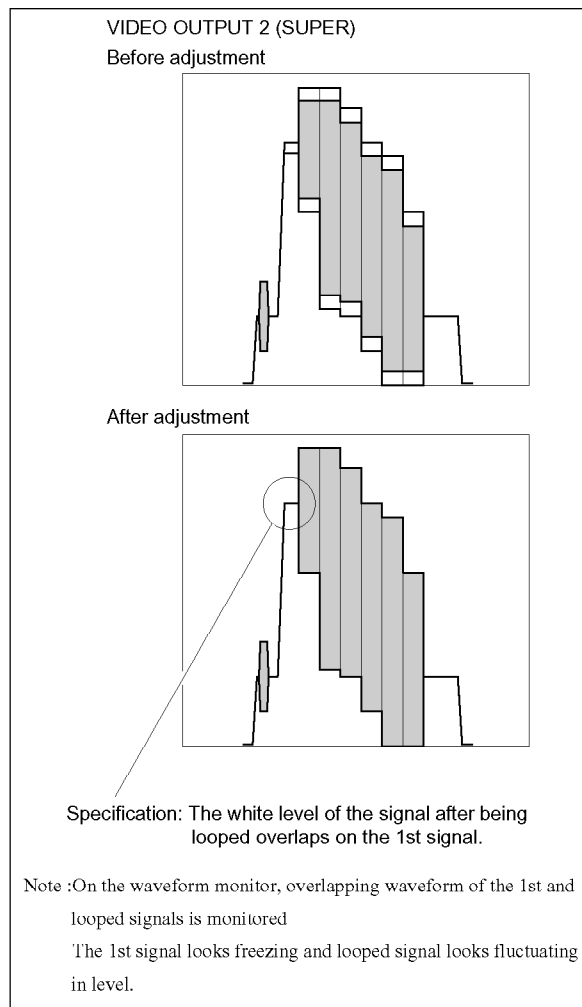 VIDEO OUTPUT 2 (SUPER)
Before adjustment
After adjustment
Specification: The white level of the signal after being
looped overlaps on the 1st signal.
Note :On the waveform monitor, overlapping waveform of the 1st and
looped signals is monitored
The 1st signal looks freezing and looped signal looks fluctuating
in level.